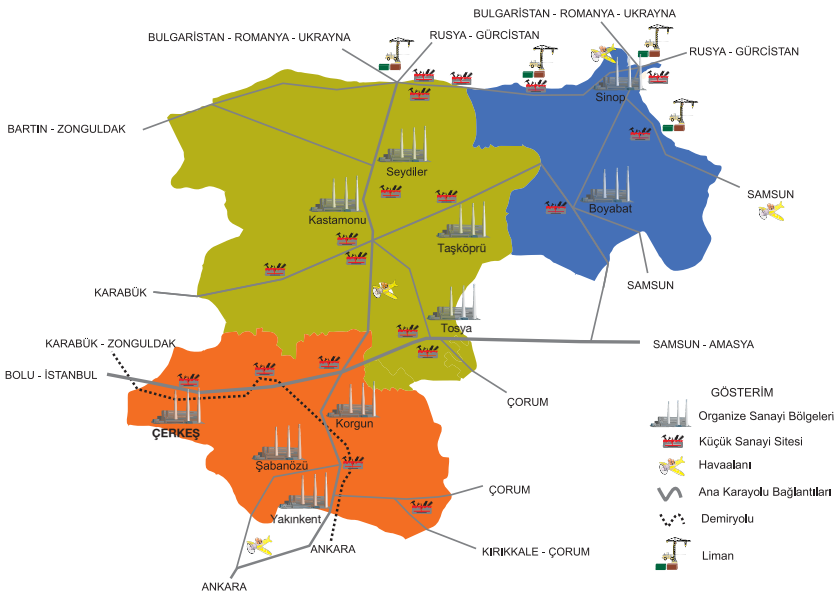 BULGARİSTAN - ROMANYA - UKRAYNA
BULGARİSTAN - ROMANYA - UKRAYNA
RUSYA - GÜRCİSTAN
RUSYA - GÜRCİSTAN
Sinop
BARTIN - ZONGULDAK
Seydiler
Kastamonu
Boyabat
SAMSUN
Taşköprü
SAMSUN
KARABÜK
Tosya
KARABÜK - ZONGULDAK
SAMSUN - AMASYA
BOLU - İSTANBUL
ÇORUM
GÖSTERİM
Organize Sanayi Bölgeleri
Küçük Sanayi Sitesi
Havaalanı
Ana Karayolu Bağlantıları
Demiryolu
Liman
Korgun
ÇERKEŞ
Şabanözü
ÇORUM
Yakınkent
ANKARA
KIRIKKALE - ÇORUM
ANKARA